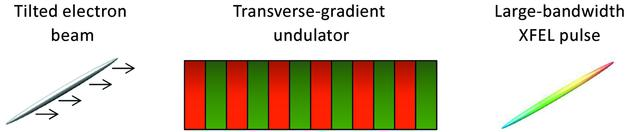 Tilted electron
beam
Transverse-gradient
undulator
Large-bandwidth
XFEL pulse